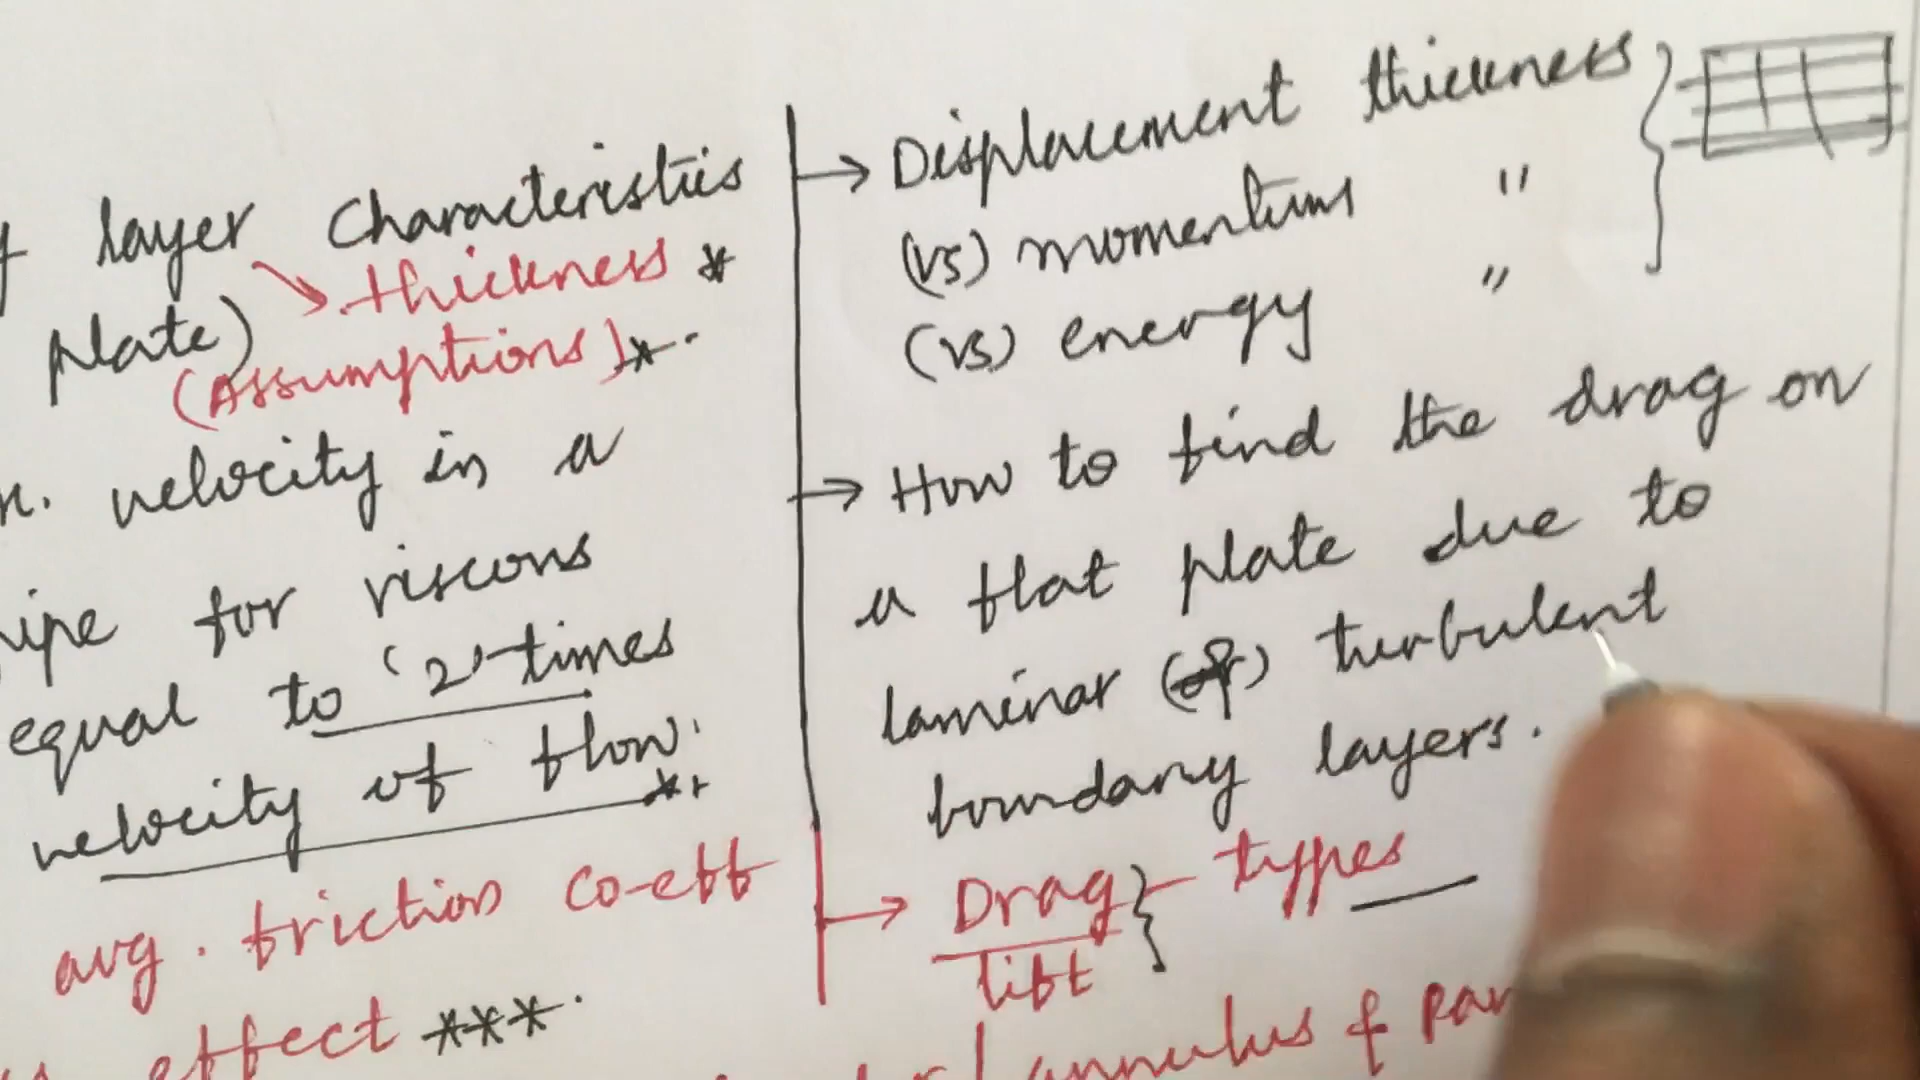 layer characteristics
thickness *
plate)
(Assumptions) *
velocity in a
for viscous
equal to '2' times
velocity of flow.
*
avg. friction co-eff
effect ***
→ Displacement thickness
(vs) momentum "
(vs) energy "
→ How to find the drag on
a flat plate due to
laminar (or) turbulent
boundary layers.
→ Drag } - types
lift
annulus &